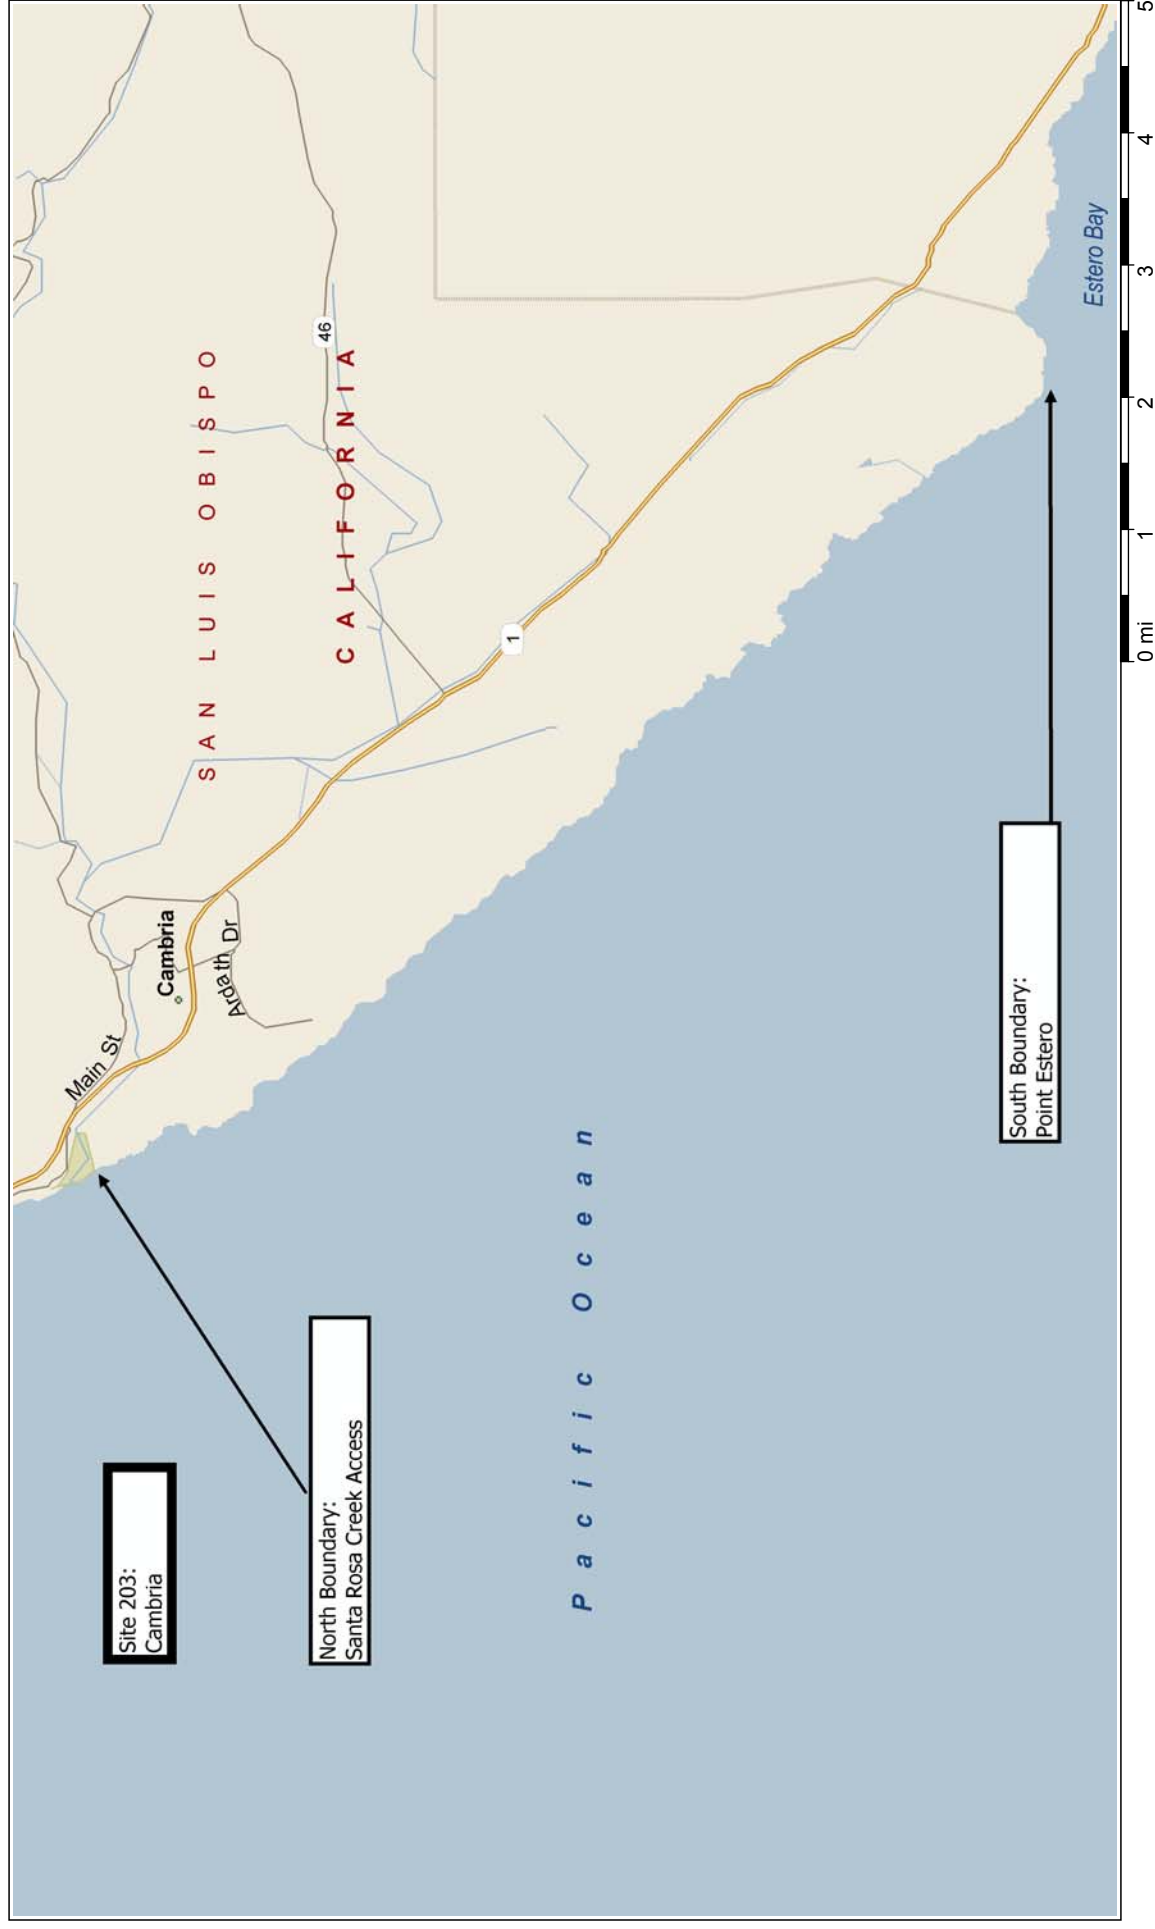 Site 203:
Cambria
North Boundary:
Santa Rosa Creek Access
South Boundary:
Point Estero
Main St
Cambria
Ardath Dr
SAN LUIS OBISPO
CALIFORNIA
46
1
Pacific Ocean
Estero Bay
0 mi 1 2 3 4 5